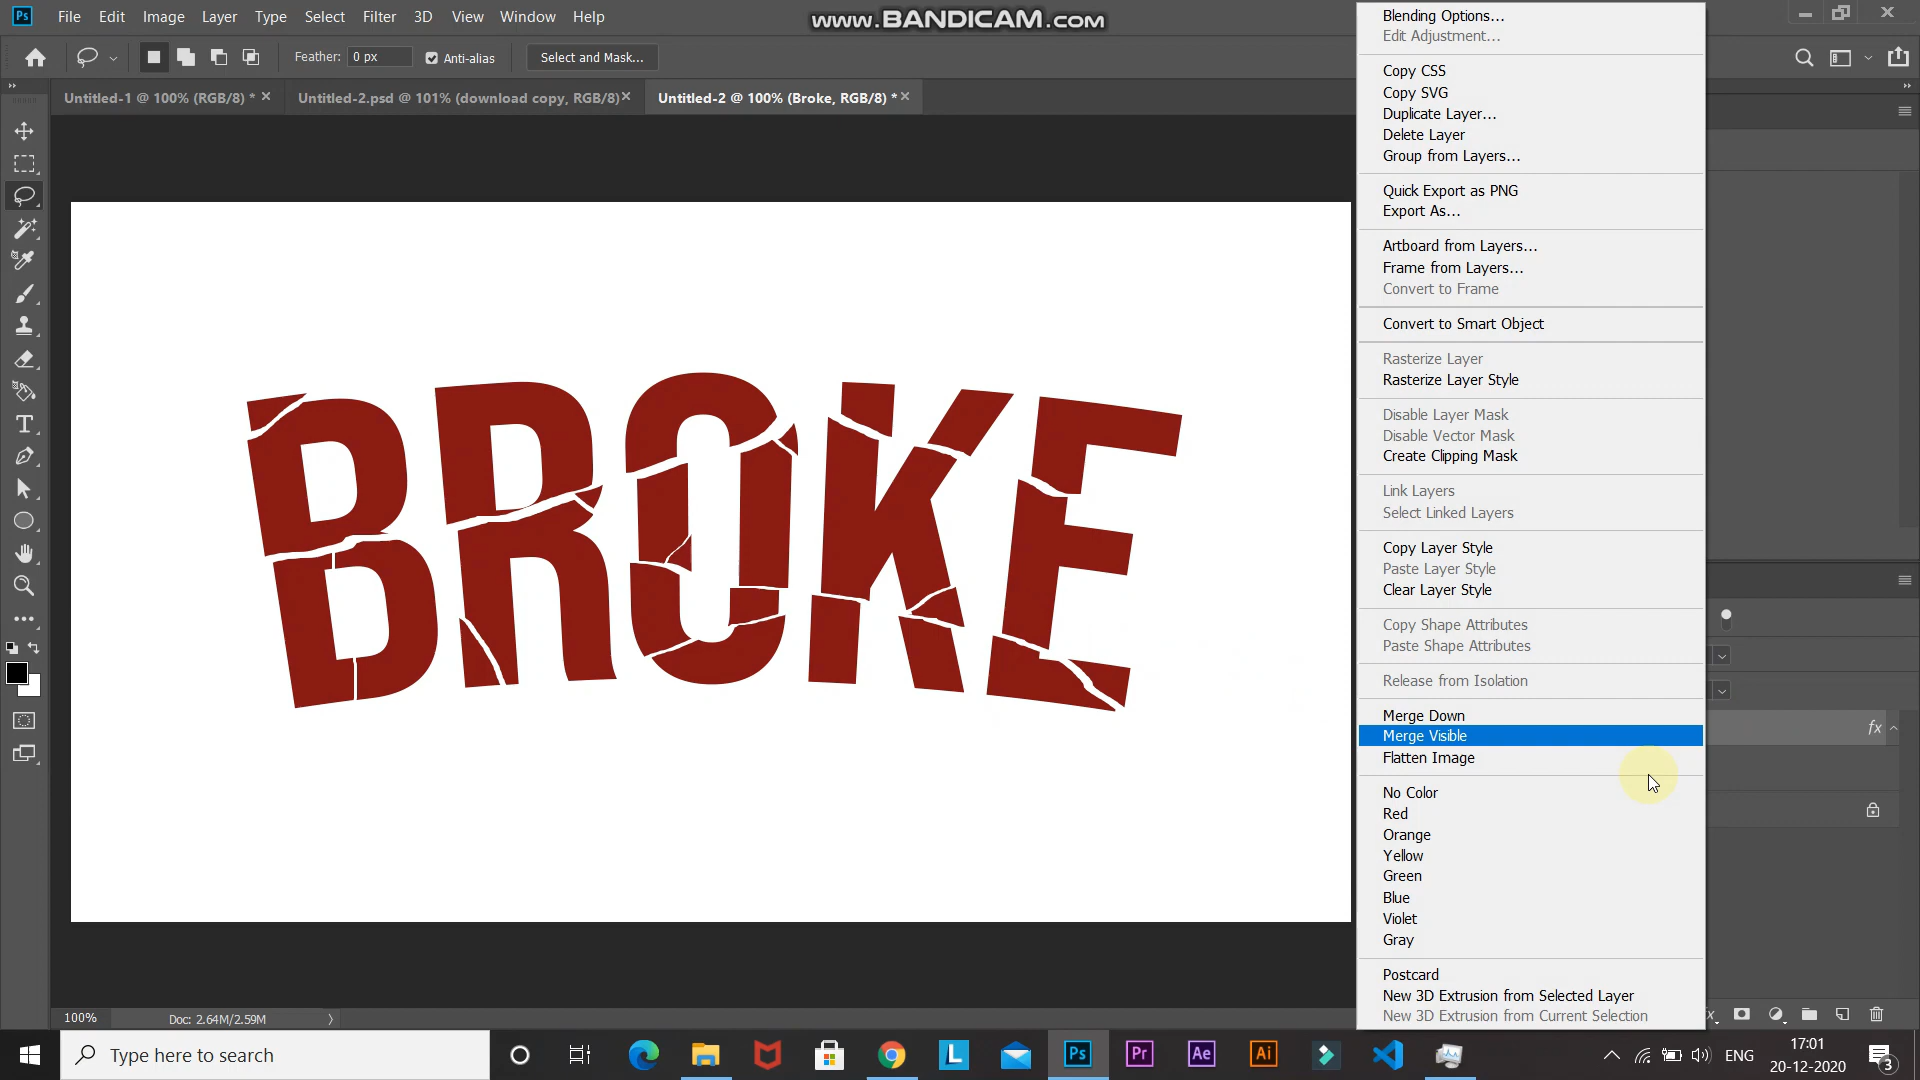 Ps File Edit Image Layer Type Select Filter 3D View Window Help
www.BANDICAM.com
Feather: 0 px Anti-alias Select and Mask...
Untitled-1 @ 100% (RGB/8) * Untitled-2.psd @ 101% (download copy, RGB/8) Untitled-2 @ 100% (Broke, RGB/8) *
BROKE
Blending Options...
Edit Adjustment...
Copy CSS
Copy SVG
Duplicate Layer...
Delete Layer
Group from Layers...
Quick Export as PNG
Export As...
Artboard from Layers...
Frame from Layers...
Convert to Frame
Convert to Smart Object
Rasterize Layer
Rasterize Layer Style
Disable Layer Mask
Disable Vector Mask
Create Clipping Mask
Link Layers
Select Linked Layers
Copy Layer Style
Paste Layer Style
Clear Layer Style
Copy Shape Attributes
Paste Shape Attributes
Release from Isolation
Merge Down
Merge Visible
Flatten Image
No Color
Red
Orange
Yellow
Green
Blue
Violet
Gray
Postcard
New 3D Extrusion from Selected Layer
New 3D Extrusion from Current Selection
fx
100% Doc: 2.64M/2.59M
Type here to search
L Ps Pr Ae Ai
ENG
17:01
20-12-2020
3